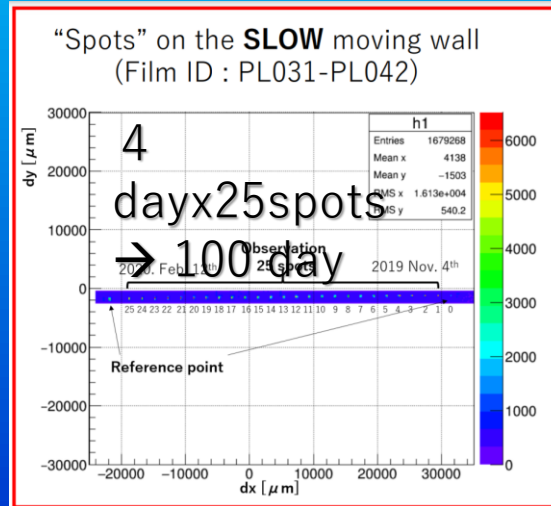 “Spots” on the SLOW moving wall
(Film ID : PL031-PL042)
dy [μm]
30000
20000
10000
0
−10000
−20000
−30000
h1
Entries 1679268
Mean x 4138
Mean y −1503
RMS x 1.613e+004
RMS y 540.2
4
dayx25spots
→ 100 day
Observation
25 spots
2020. Feb. 12th
2019 Nov. 4th
25 24 23 22 21 20 19 18 17 16 15 14 13 12 11 10 9 8 7 6 5 4 3 2 1 0
Reference point
−20000 −10000 0 10000 20000 30000
dx [μm]
6000
5000
4000
3000
2000
1000
0